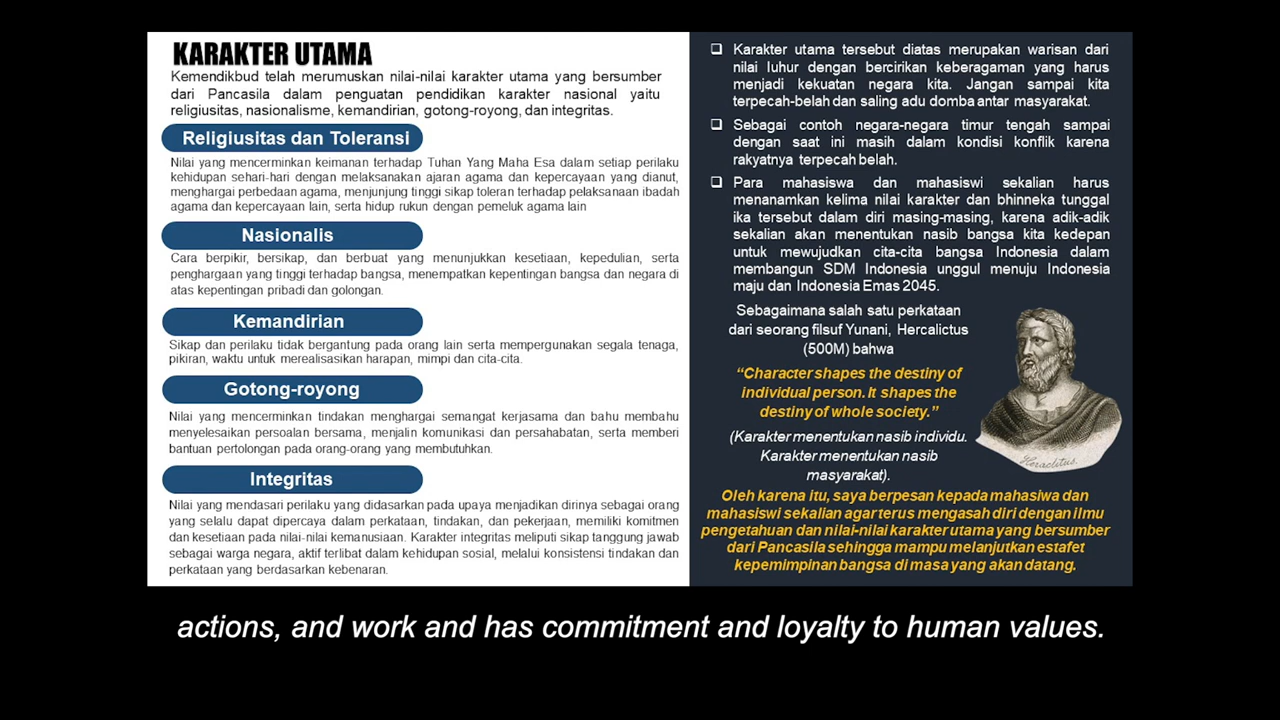 KARAKTER UTAMA
Kemendikbud telah merumuskan nilai-nilai karakter utama yang bersumber
dari Pancasila dalam penguatan pendidikan karakter nasional yaitu
religiusitas, nasionalisme, kemandirian, gotong-royong, dan integritas.
Religiusitas dan Toleransi
Nilai yang mencerminkan keimanan terhadap Tuhan Yang Maha Esa dalam setiap perilaku
kehidupan sehari-hari dengan melaksanakan ajaran agama dan kepercayaan yang dianut,
menghargai perbedaan agama, menjunjung tinggi sikap toleran terhadap pelaksanaan ibadah
agama dan kepercayaan lain, serta hidup rukun dengan pemeluk agama lain
Nasionalis
Cara berpikir, bersikap, dan berbuat yang menunjukkan kesetiaan, kepedulian, serta
penghargaan yang tinggi terhadap bangsa, menempatkan kepentingan bangsa dan negara di
atas kepentingan pribadi dan golongan.
Kemandirian
Sikap dan perilaku tidak bergantung pada orang lain serta mempergunakan segala tenaga,
pikiran, waktu untuk merealisasikan harapan, mimpi dan cita-cita.
Gotong-royong
Nilai yang mencerminkan tindakan menghargai semangat kerjasama dan bahu membahu
menyelesaikan persoalan bersama, menjalin komunikasi dan persahabatan, serta memberi
bantuan pertolongan pada orang-orang yang membutuhkan.
Integritas
Nilai yang mendasari perilaku yang didasarkan pada upaya menjadikan dirinya sebagai orang
yang selalu dapat dipercaya dalam perkataan, tindakan, dan pekerjaan, memiliki komitmen
dan kesetiaan pada nilai-nilai kemanusiaan. Karakter integritas meliputi sikap tanggung jawab
sebagai warga negara, aktif terlibat dalam kehidupan sosial, melalui konsistensi tindakan dan
perkataan yang berdasarkan kebenaran.
Karakter utama tersebut diatas merupakan warisan dari
nilai luhur dengan bercirikan keberagaman yang harus
menjadi kekuatan negara kita. Jangan sampai kita
terpecah-belah dan saling adu domba antar masyarakat.
Sebagai contoh negara-negara timur tengah sampai
dengan saat ini masih dalam kondisi konflik karena
rakyatnya terpecah belah.
Para mahasiswa dan mahasiswi sekalian harus
menanamkan kelima nilai karakter dan bhinneka tunggal
ika tersebut dalam diri masing-masing, karena adik-adik
sekalian akan menentukan nasib bangsa kita kedepan
untuk mewujudkan cita-cita bangsa Indonesia dalam
membangun SDM Indonesia unggul menuju Indonesia
maju dan Indonesia Emas 2045.
Sebagaimana salah satu perkataan
dari seorang filsuf Yunani, Hercalictus
(500M) bahwa
“Character shapes the destiny of
individual person. It shapes the
destiny of whole society.”
(Karakter menentukan nasib individu.
Karakter menentukan nasib
masyarakat).
Heraclitus.
Oleh karena itu, saya berpesan kepada mahasiwa dan
mahasiswi sekalian agar terus mengasah diri dengan ilmu
pengetahuan dan nilai-nilai karakter utama yang bersumber
dari Pancasila sehingga mampu melanjutkan estafet
kepemimpinan bangsa di masa yang akan datang.
actions, and work and has commitment and loyalty to human values.